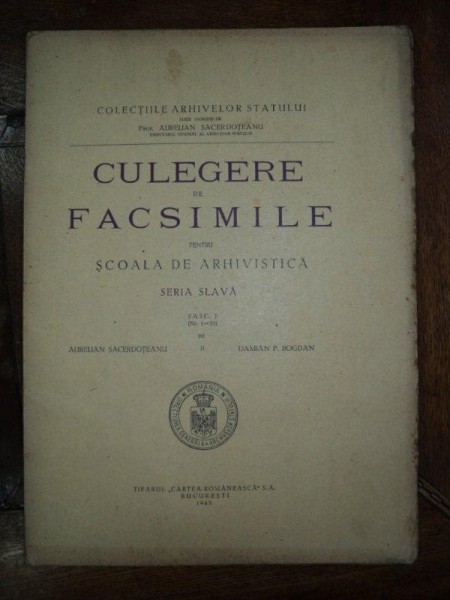 COLECȚIILE ARHIVELOR STATULUI
PROF. AURELIAN SACERDOȚEANU
CULEGERE
DE
FACSIMILE
PENTRU
ȘCOALA DE ARHIVISTICĂ
SERIA SLAVĂ
FASC. I
DE
AURELIAN SACERDOȚEANU ȘI DAMIAN P. BOGDAN
ROMANIA
TIPARUL „CARTEA ROMÂNEASCĂ” S.A.
BUCUREȘTI